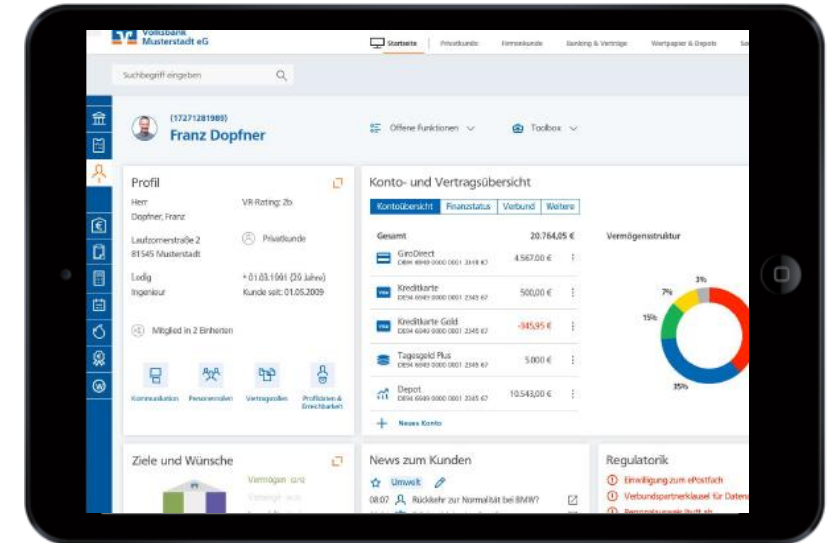 Volksbank
Musterstadt eG
Startseite
Privatkunde
Firmenkunde
Banking & Verträge
Wertpapier & Depots
Suchbegriff eingeben
(17271281989)
Franz Dopfner
Offene Funktionen
Toolbox
Profil
Herr
VR-Rating: 2b
Dopfner, Franz
Laufzornerstraße 2
Privatkunde
81545 Musterstadt
Ledig
Ingenieur
Kunde seit: 01.05.2009
Mitglied in 2 Einheiten
Kommunikation
Personenrollen
Vertragsrollen
Profildaten &
Erreichbarkeit
Konto- und Vertragsübersicht
Kontoübersicht
Finanzstatus
Verbund
Weitere
Gesamt
20.764,05 €
GiroDirect
4.567,00 €
Kreditkarte
500,00 €
Kreditkarte Gold
-345,95 €
Tagesgeld Plus
5.000 €
Depot
10.543,00 €
Neues Konto
Vermögensstruktur
3%
7%
15%
35%
Ziele und Wünsche
News zum Kunden
Umwelt
08:07 Rückkehr zur Normalität bei BMW?
Regulatorik
Einwilligung zum ePostfach
Verbundspartnerklausel für